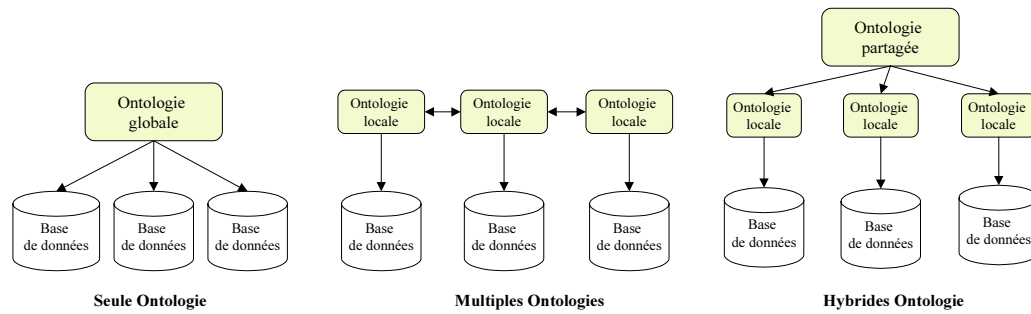 Ontologie
globale
Base
de données
Base
de données
Base
de données
Seule Ontologie
Ontologie
locale
Ontologie
locale
Ontologie
locale
Base
de données
Base
de données
Base
de données
Multiples Ontologies
Ontologie
partagée
Ontologie
locale
Ontologie
locale
Ontologie
locale
Base
de données
Base
de données
Base
de données
Hybrides Ontologie